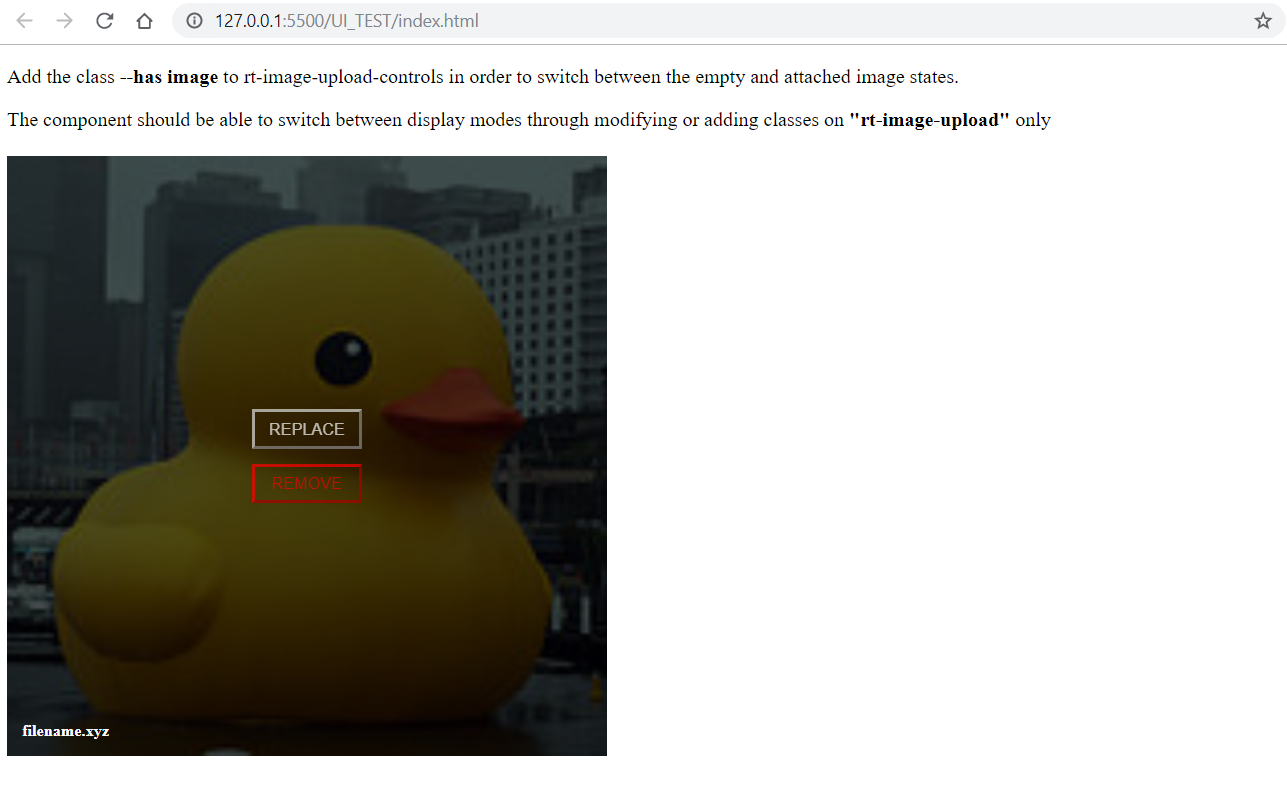 127.0.0.1:5500/UI_TEST/index.html
Add the class --has image to rt-image-upload-controls in order to switch between the empty and attached image states.
The component should be able to switch between display modes through modifying or adding classes on "rt-image-upload" only
REPLACE
REMOVE
filename.xyz